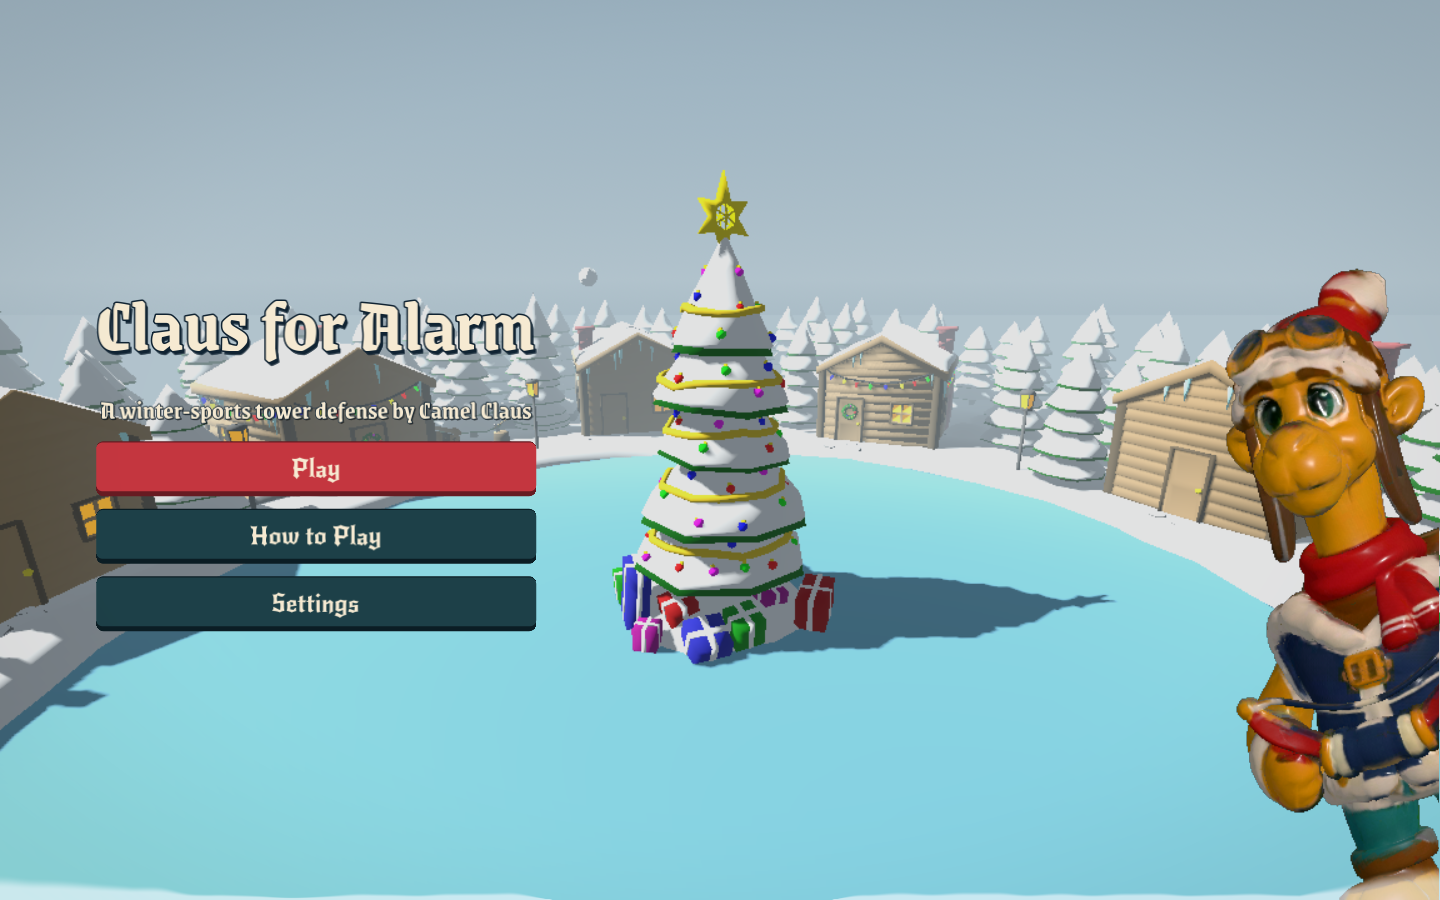 Claus for Alarm
A winter-sports tower defense by Camel Claus
Play
How to Play
Settings